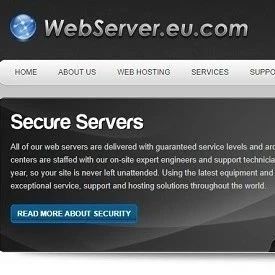 WebServer.eu.com
HOME ABOUT US WEB HOSTING SERVICES SUPPO
Secure Servers
All of our web servers are delivered with guaranteed service levels and
centers are staffed with our on-site expert engineers and support technicia
year, so your site is never left unattended. Using the latest equipment and
exceptional service, support and hosting solutions throughout the world.
READ MORE ABOUT SECURITY